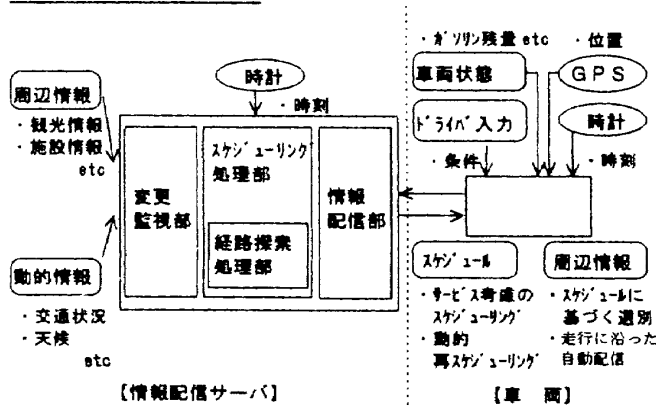 周辺情報
・観光情報
・施設情報
etc
動的情報
・交通状況
・天候
etc
時計
・時刻
変更
監視部
スケジューリング
処理部
経路探索
処理部
情報
配信部
【情報配信サーバ】
・ガソリン残量 etc
・位置
車両状態
GPS
ドライバ入力
時計
・条件
・時刻
スケジュール
・サービス考慮の
スケジューリング
・動的
再スケジューリング
周辺情報
・スケジュールに
基づく選別
・走行に沿った
自動配信
【車 両】